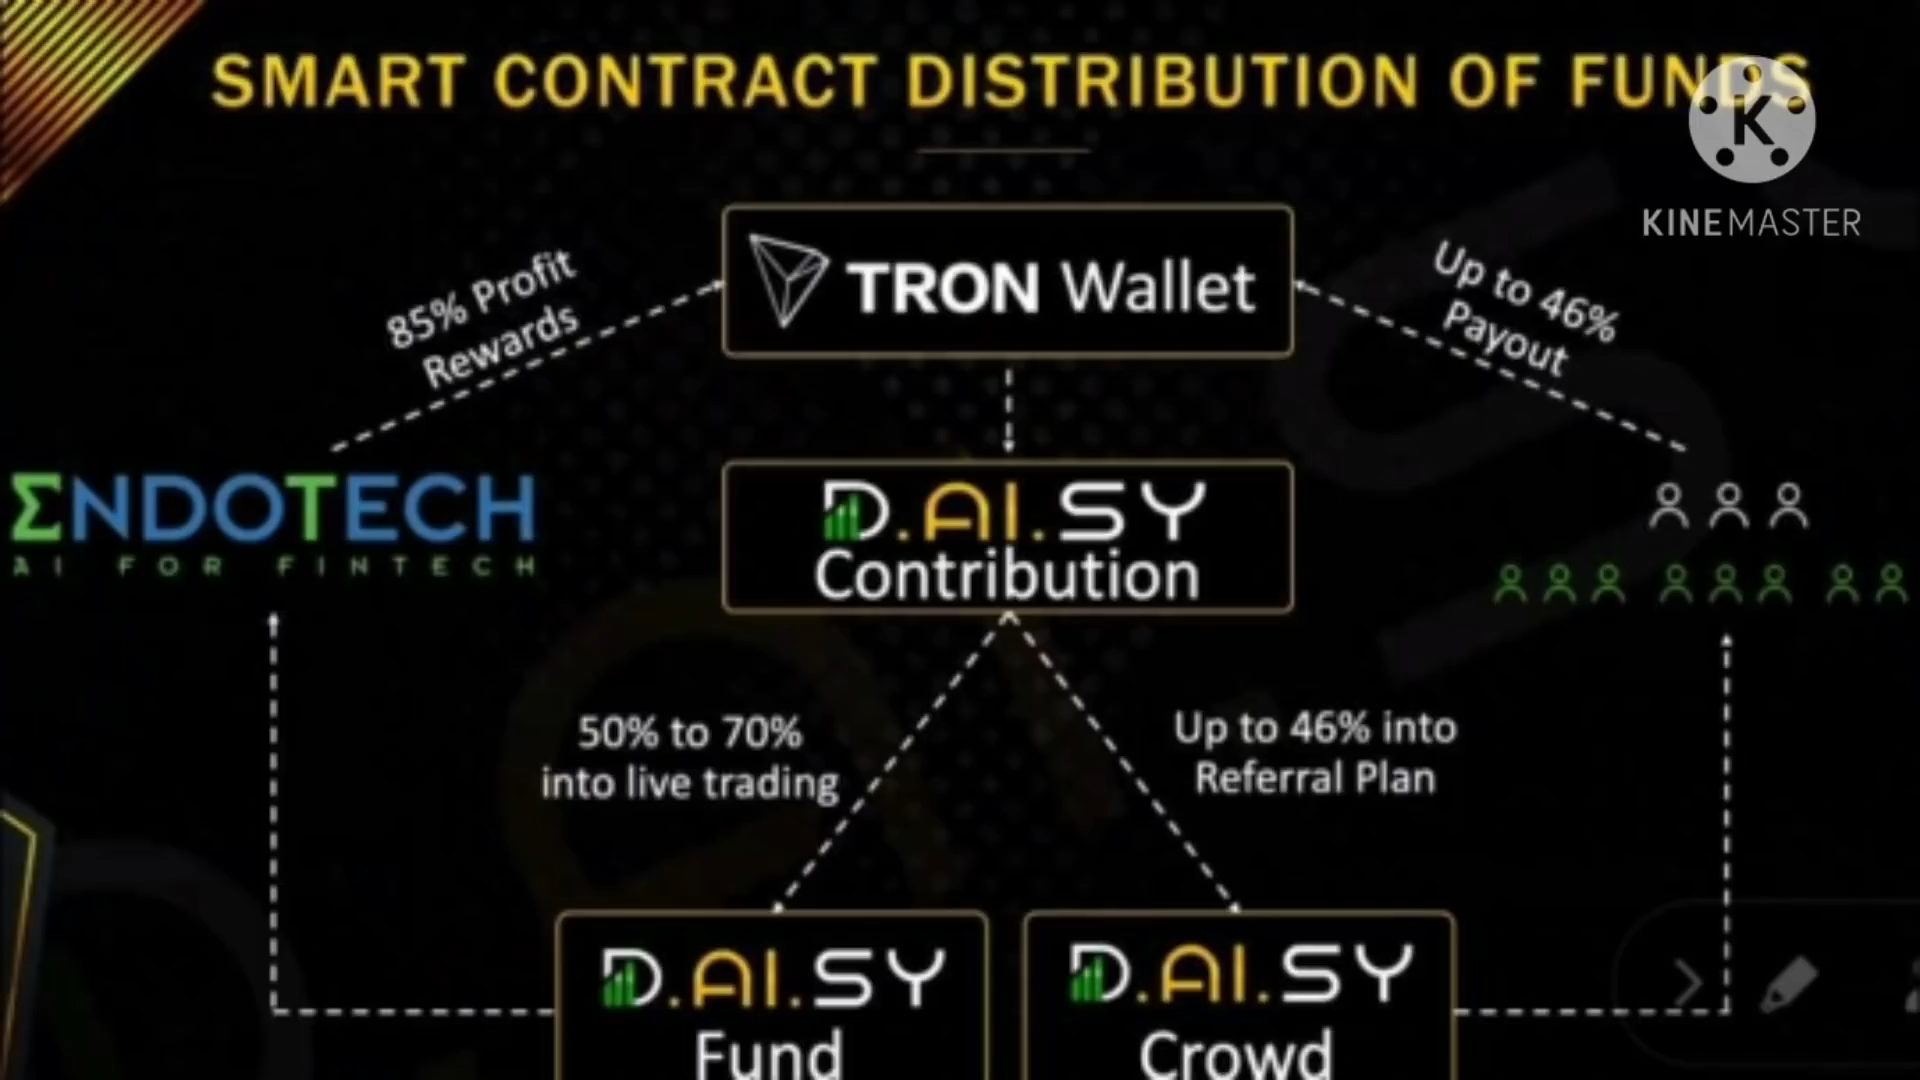 SMART CONTRACT DISTRIBUTION OF FUNDS
K
KINEMASTER
TRON Wallet
85% Profit
Rewards
Up to 46%
Payout
ΣNDOTECH
AI FOR FINTECH
D.AI.SY
Contribution
50% to 70%
into live trading
Up to 46% into
Referral Plan
D.AI.SY
Fund
D.AI.SY
Crowd